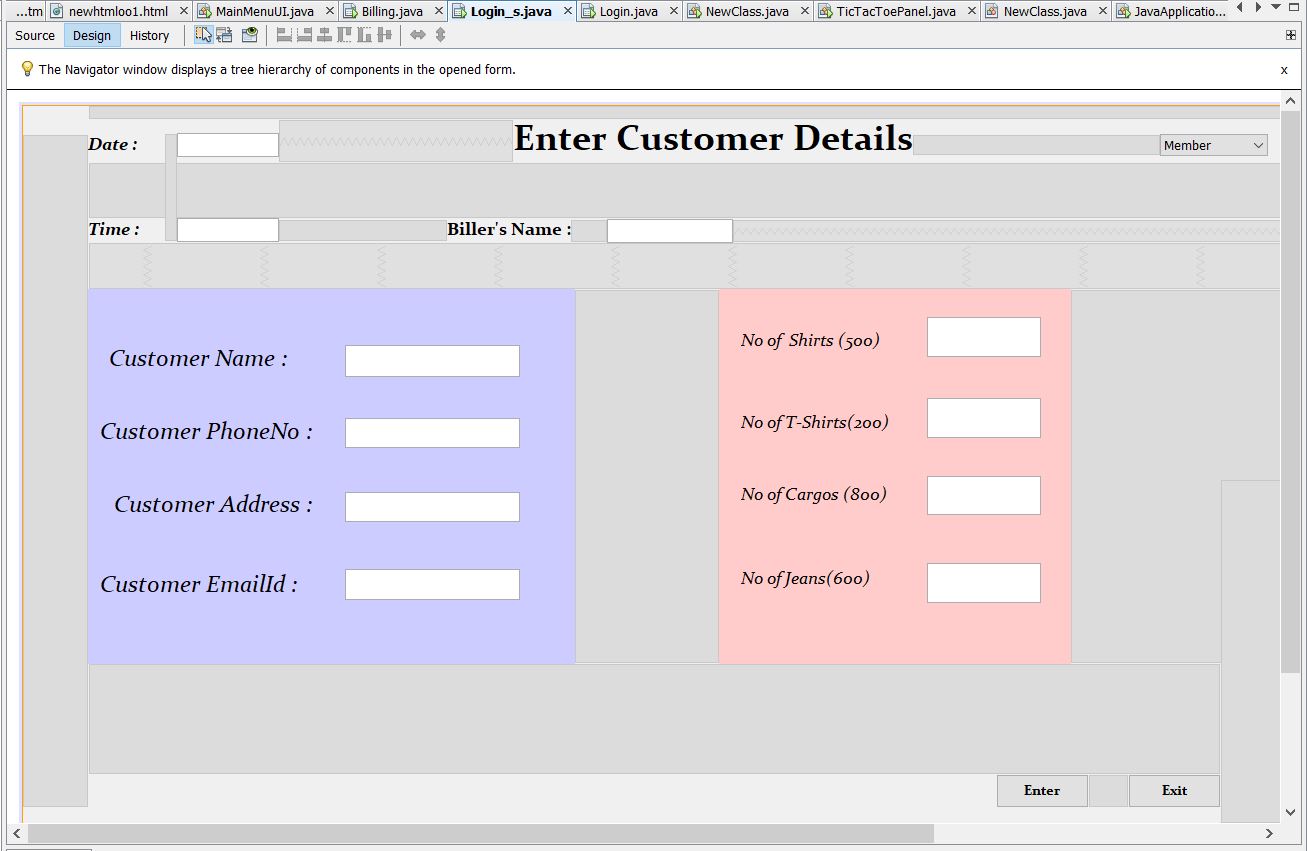 ...tm newhtmloo1.html MainMenuUI.java Billing.java Login_s.java Login.java NewClass.java TicTacToePanel.java NewClass.java JavaApplicatio...
Source Design History
The Navigator window displays a tree hierarchy of components in the opened form. x
Date : Enter Customer Details Member
Time : Biller's Name :
Customer Name :
Customer PhoneNo :
Customer Address :
Customer EmailId :
No of Shirts (500)
No of T-Shirts(200)
No of Cargos (800)
No of Jeans(600)
Enter Exit